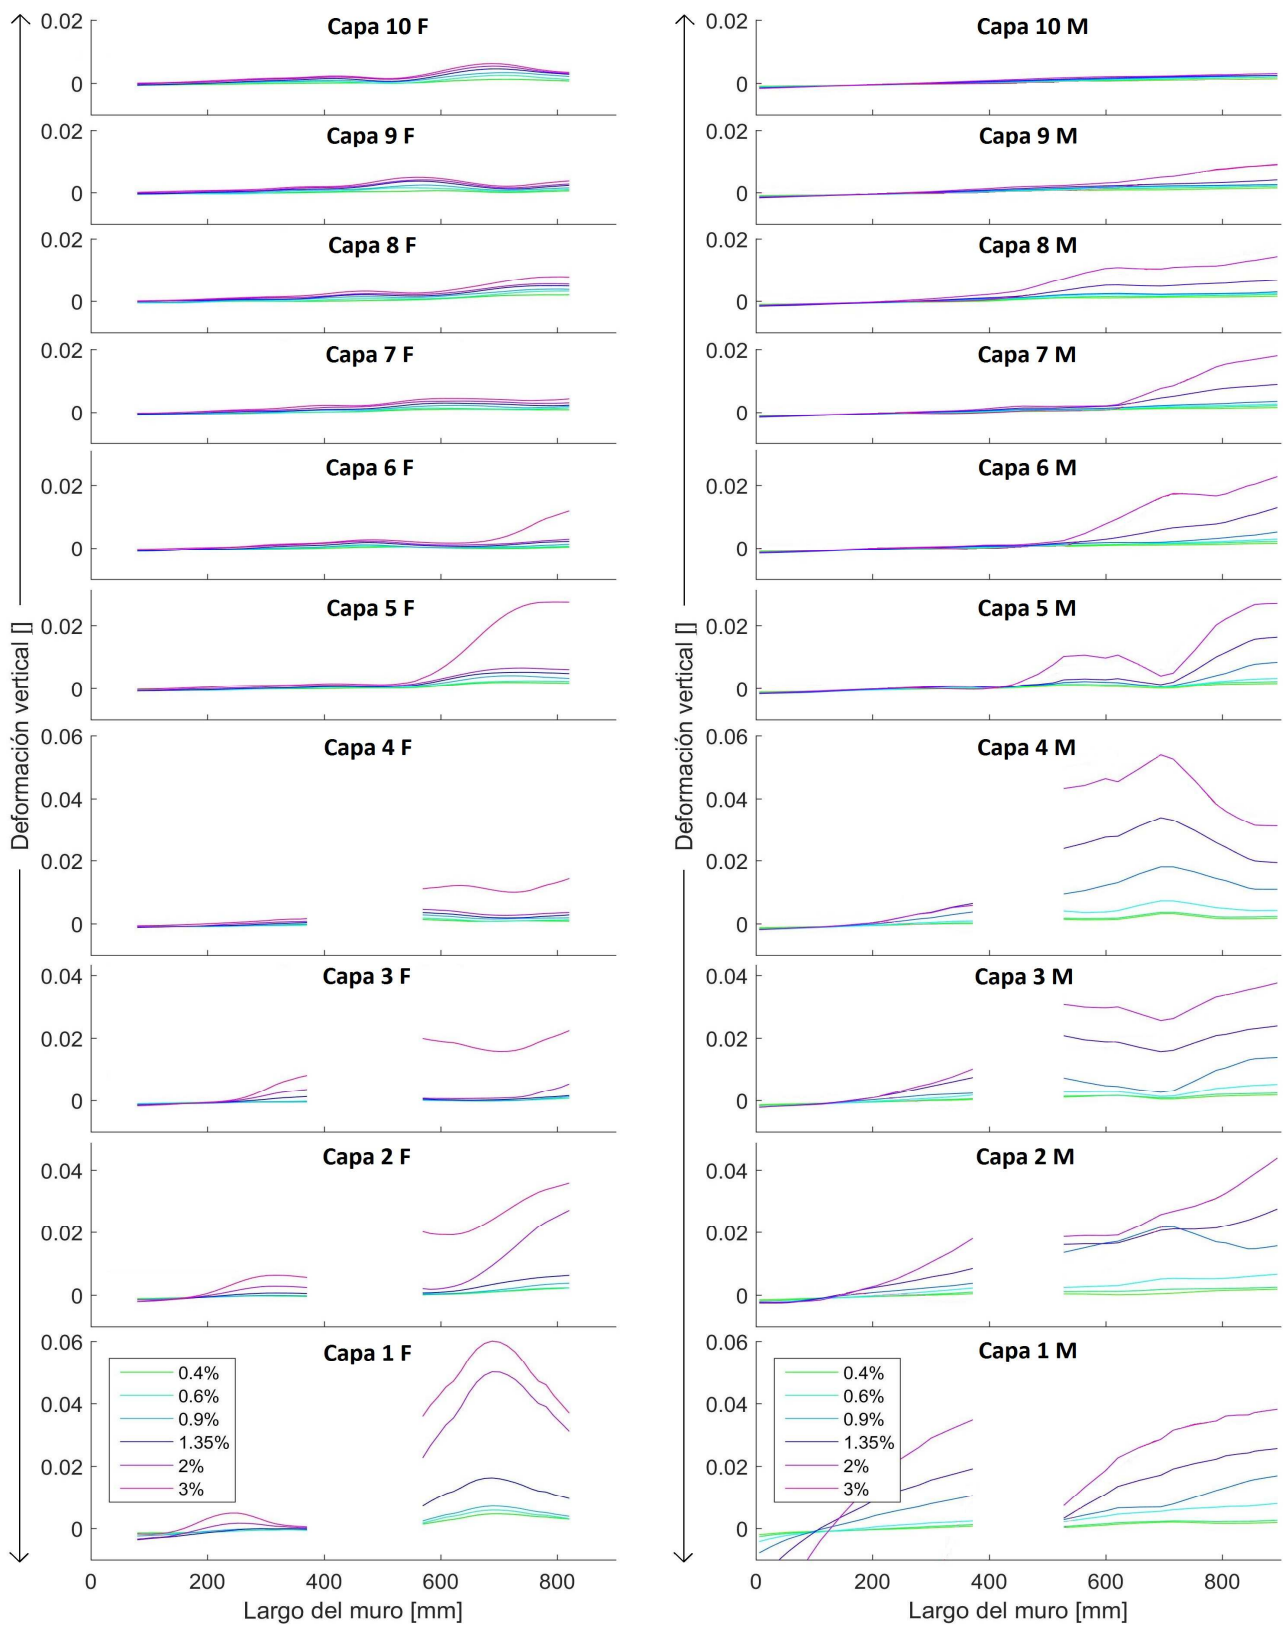 Capa 10 F
0.02
0
Capa 9 F
0.02
0
Capa 8 F
0.02
0
Capa 7 F
0.02
0
Capa 6 F
0.02
0
Capa 5 F
0.02
0
Capa 4 F
0.06
0.04
0.02
0
Capa 3 F
0.04
0.02
0
Capa 2 F
0.04
0.02
0
Capa 1 F
0.06
0.04
0.02
0
0.4%
0.6%
0.9%
1.35%
2%
3%
0 200 400 600 800
Largo del muro [mm]
Deformación vertical []
Capa 10 M
0.02
0
Capa 9 M
0.02
0
Capa 8 M
0.02
0
Capa 7 M
0.02
0
Capa 6 M
0.02
0
Capa 5 M
0.02
0
Capa 4 M
0.06
0.04
0.02
0
Capa 3 M
0.04
0.02
0
Capa 2 M
0.04
0.02
0
Capa 1 M
0.06
0.04
0.02
0
0.4%
0.6%
0.9%
1.35%
2%
3%
0 200 400 600 800
Largo del muro [mm]
Deformación vertical []